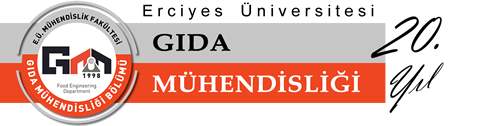 Erciyes Üniversitesi
E.Ü. MÜHENDİSLİK FAKÜLTESİ
GM
1998
Food Engineering
Department
GIDA MÜHENDİSLİĞİ BÖLÜMÜ
GIDA
MÜHENDİSLİĞİ
20.
Yıl